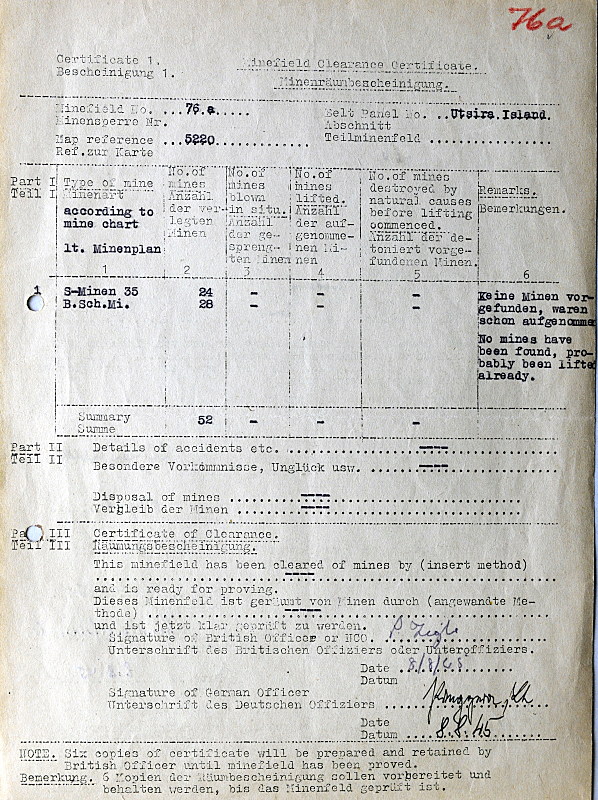 76a
Certificate 1.
Bescheinigung 1.
Minefield Clearance Certificate.
Minenräumbescheinigung.
Minefield No. ...76.a.....
Minensperre Nr.
Belt Panel No. ..Utsira.Island.
Abschnitt
Map reference ...5220............
Ref.zur Karte
Teilminenfeld ................
Part I
Teil I
Type of mine
Minenart
according to
mine chart
lt. Minenplan
1
No.of
mines
Anzahl
der ver-
legten
Minen
2
No.of
mines
blown
in situ.
Anzahl
der ge-
spreng-
ten Minen
3
No.of
mines
lifted.
Anzahl
der auf-
genomme-
nen Mi-
nen
4
No.of mines
destroyed by
natural causes
before lifting
commenced.
Anzahl der de-
toniert vorge-
fundenen Minen.
5
Remarks.
Bemerkungen.
6
1 S-Minen 35 24 - - -
B.Sch.Mi. 28 - - -
Keine Minen vor-
gefunden, waren
schon aufgenommen
No mines have
been found, pro-
bably been lifted
already.
Summary 52 - - -
Summe
Part II Details of accidents etc. ..................----..............
Teil II
Besondere Vorkommnisse, Unglück usw. .......----..............
Disposal of mines .........----............................
Verbleib der Minen ........----............................
Part III Certificate of Clearance.
Teil III Räumungsbescheinigung.
This minefield has been cleared of mines by (insert method)
.........................----..............................
and is ready for proving.
Dieses Minenfeld ist geräumt von Minen durch (angewandte Me-
thode) ..................-----.............................
und ist jetzt klar geprüft zu werden.
Signature of British Officer or NCO.
Unterschrift des Britischen Offiziers oder Unteroffiziers.
Date 8/8/45
Datum
Signature of German Officer
Unterschrift des Deutschen Offiziers
Date
Datum 8.8.45
NOTE. Six copies of certificate will be prepared and retained by
British Officer until minefield has been proved.
Bemerkung. 6 Kopien der Räumbescheinigung sollen vorbereitet und
behalten werden, bis das Minenfeld geprüft ist.